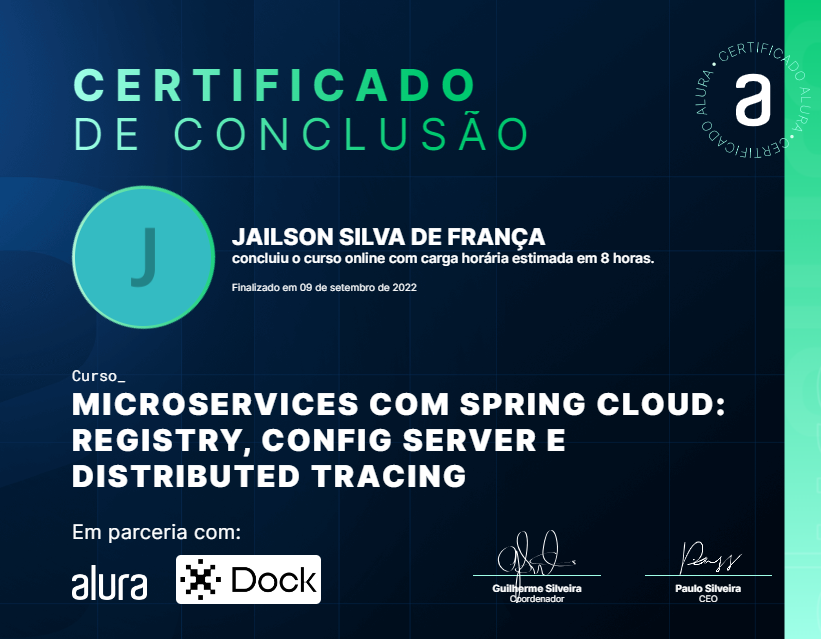 CERTIFICADO
DE CONCLUSÃO
CERTIFICADO ALURA • CERTIFICADO ALURA •
a
J
JAILSON SILVA DE FRANÇA
concluiu o curso online com carga horária estimada em 8 horas.
Finalizado em 09 de setembro de 2022
Curso_
MICROSERVICES COM SPRING CLOUD:
REGISTRY, CONFIG SERVER E
DISTRIBUTED TRACING
Em parceria com:
alura
Dock
Guilherme Silveira
Coordenador
Paulo Silveira
CEO